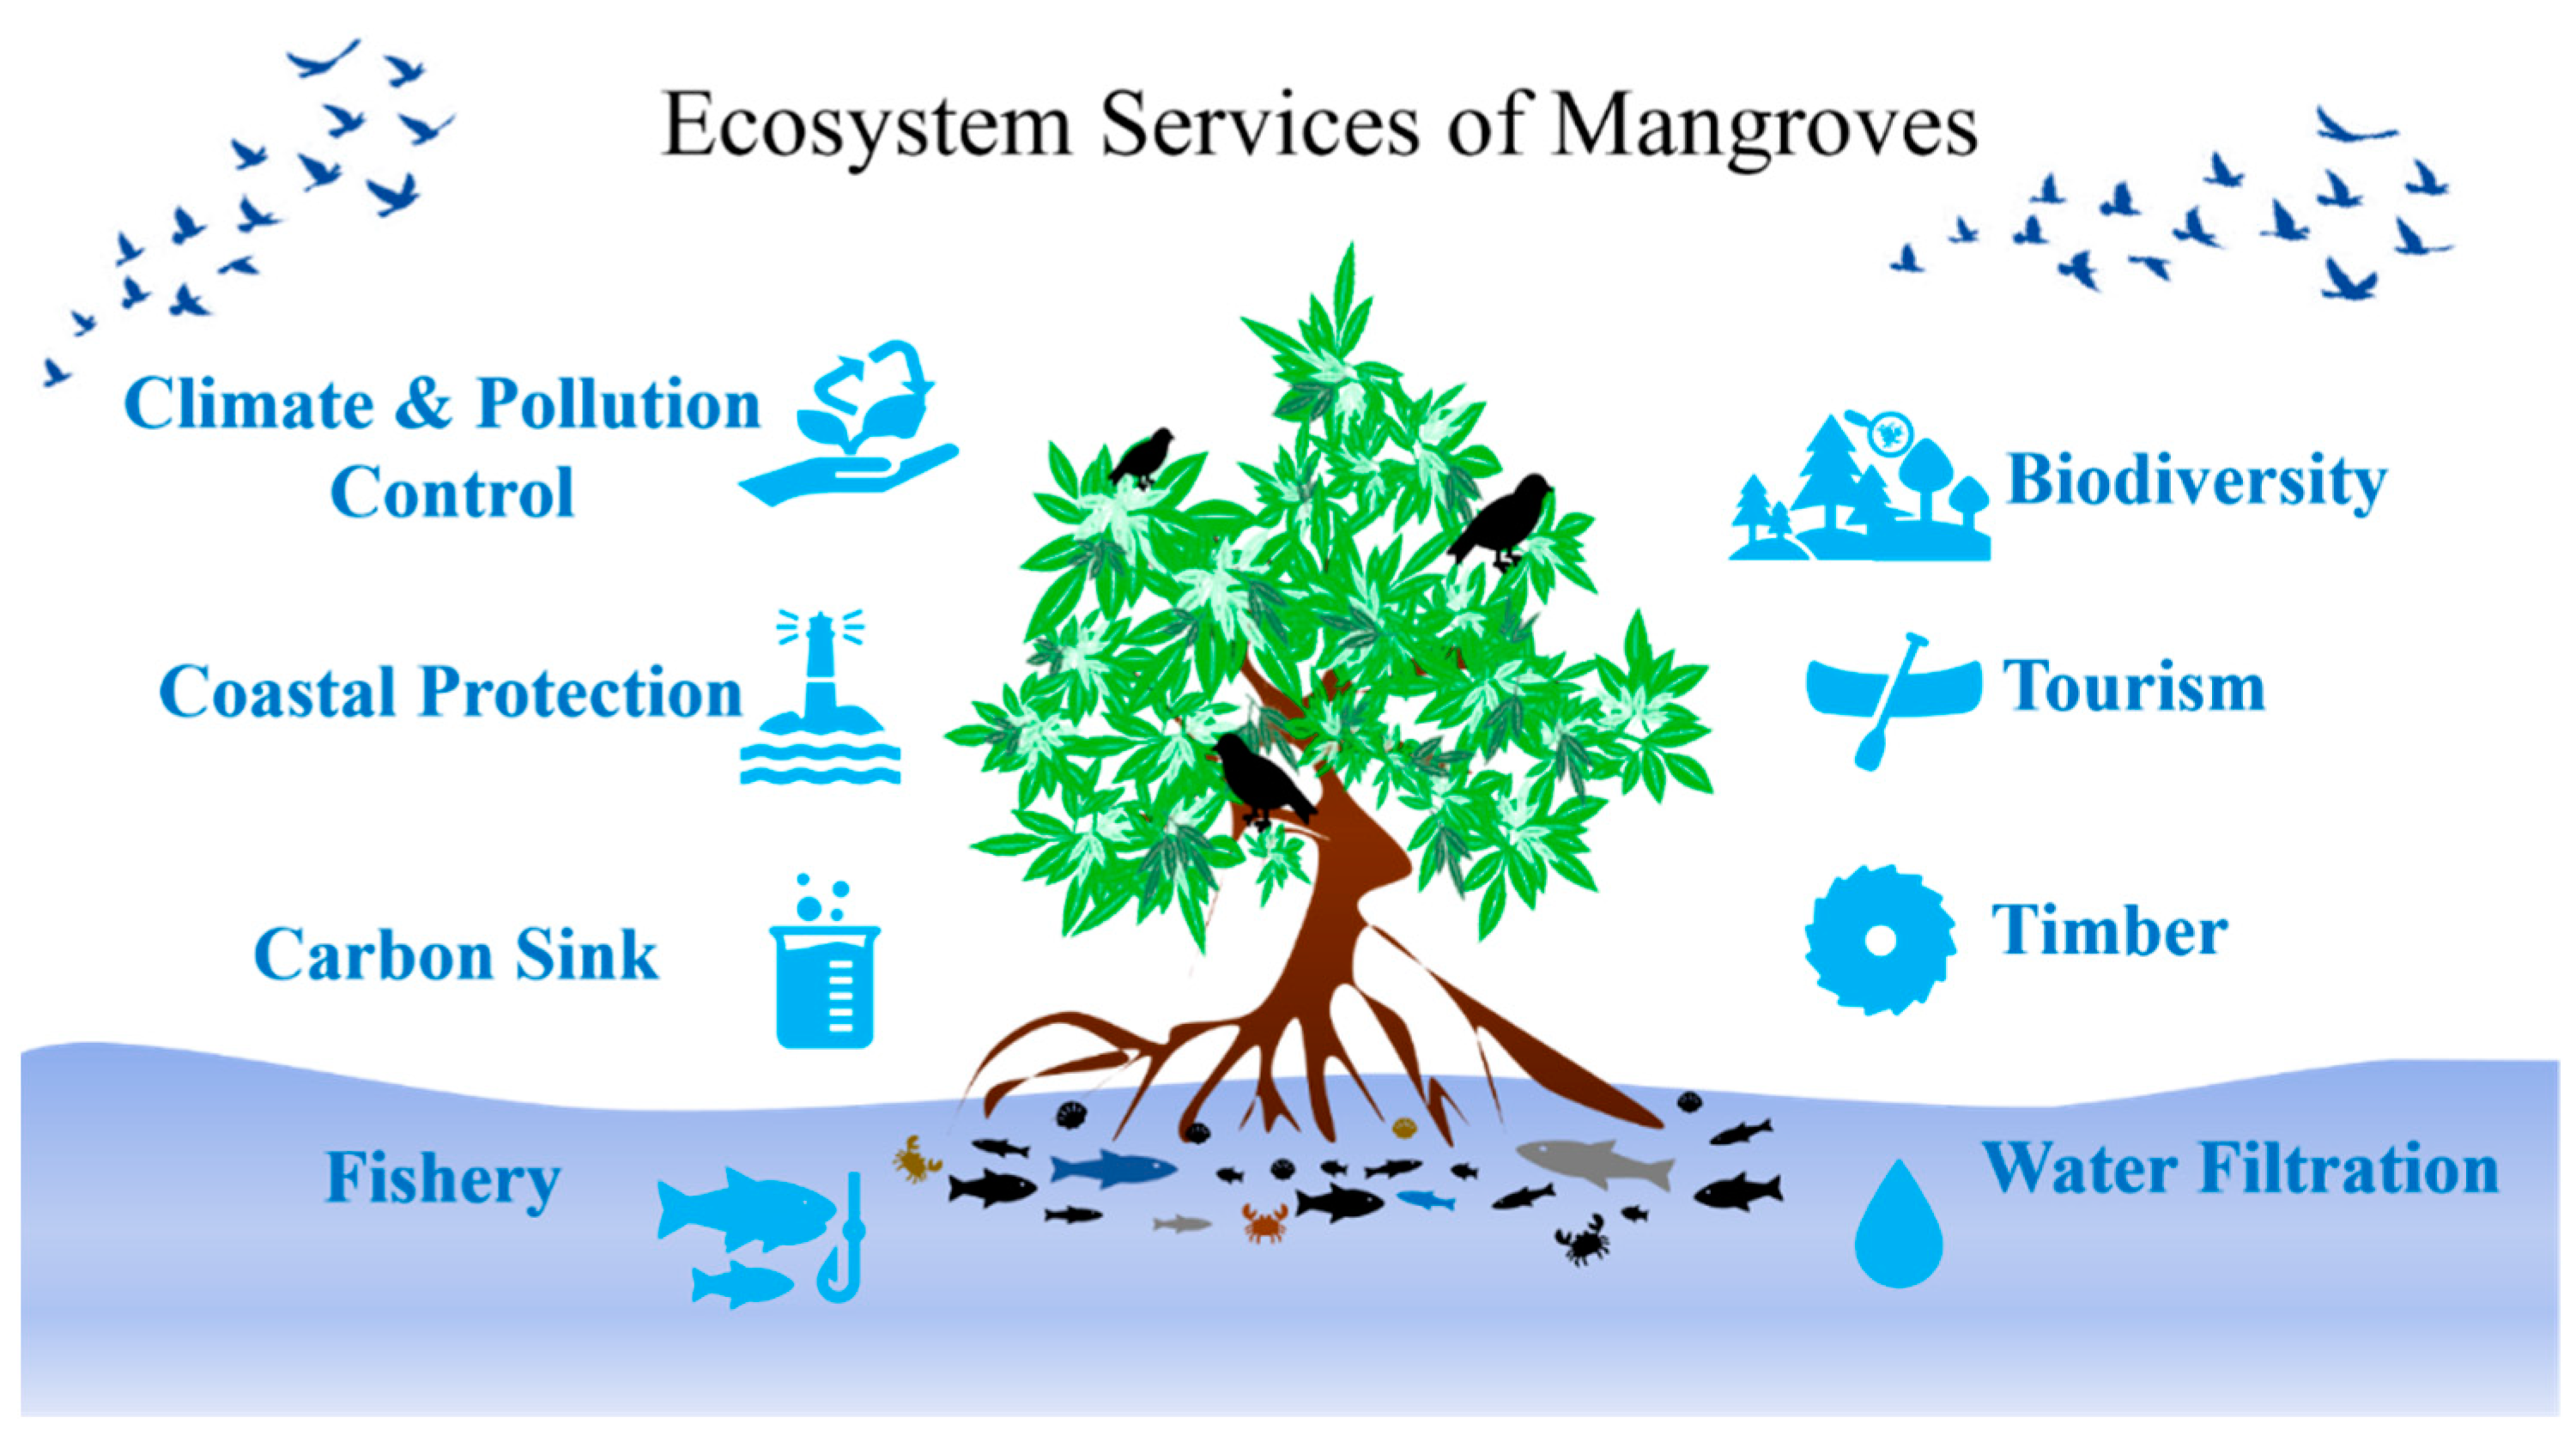 Ecosystem Services of Mangroves
Climate & Pollution
Control
Coastal Protection
Carbon Sink
Fishery
Biodiversity
Tourism
Timber
Water Filtration